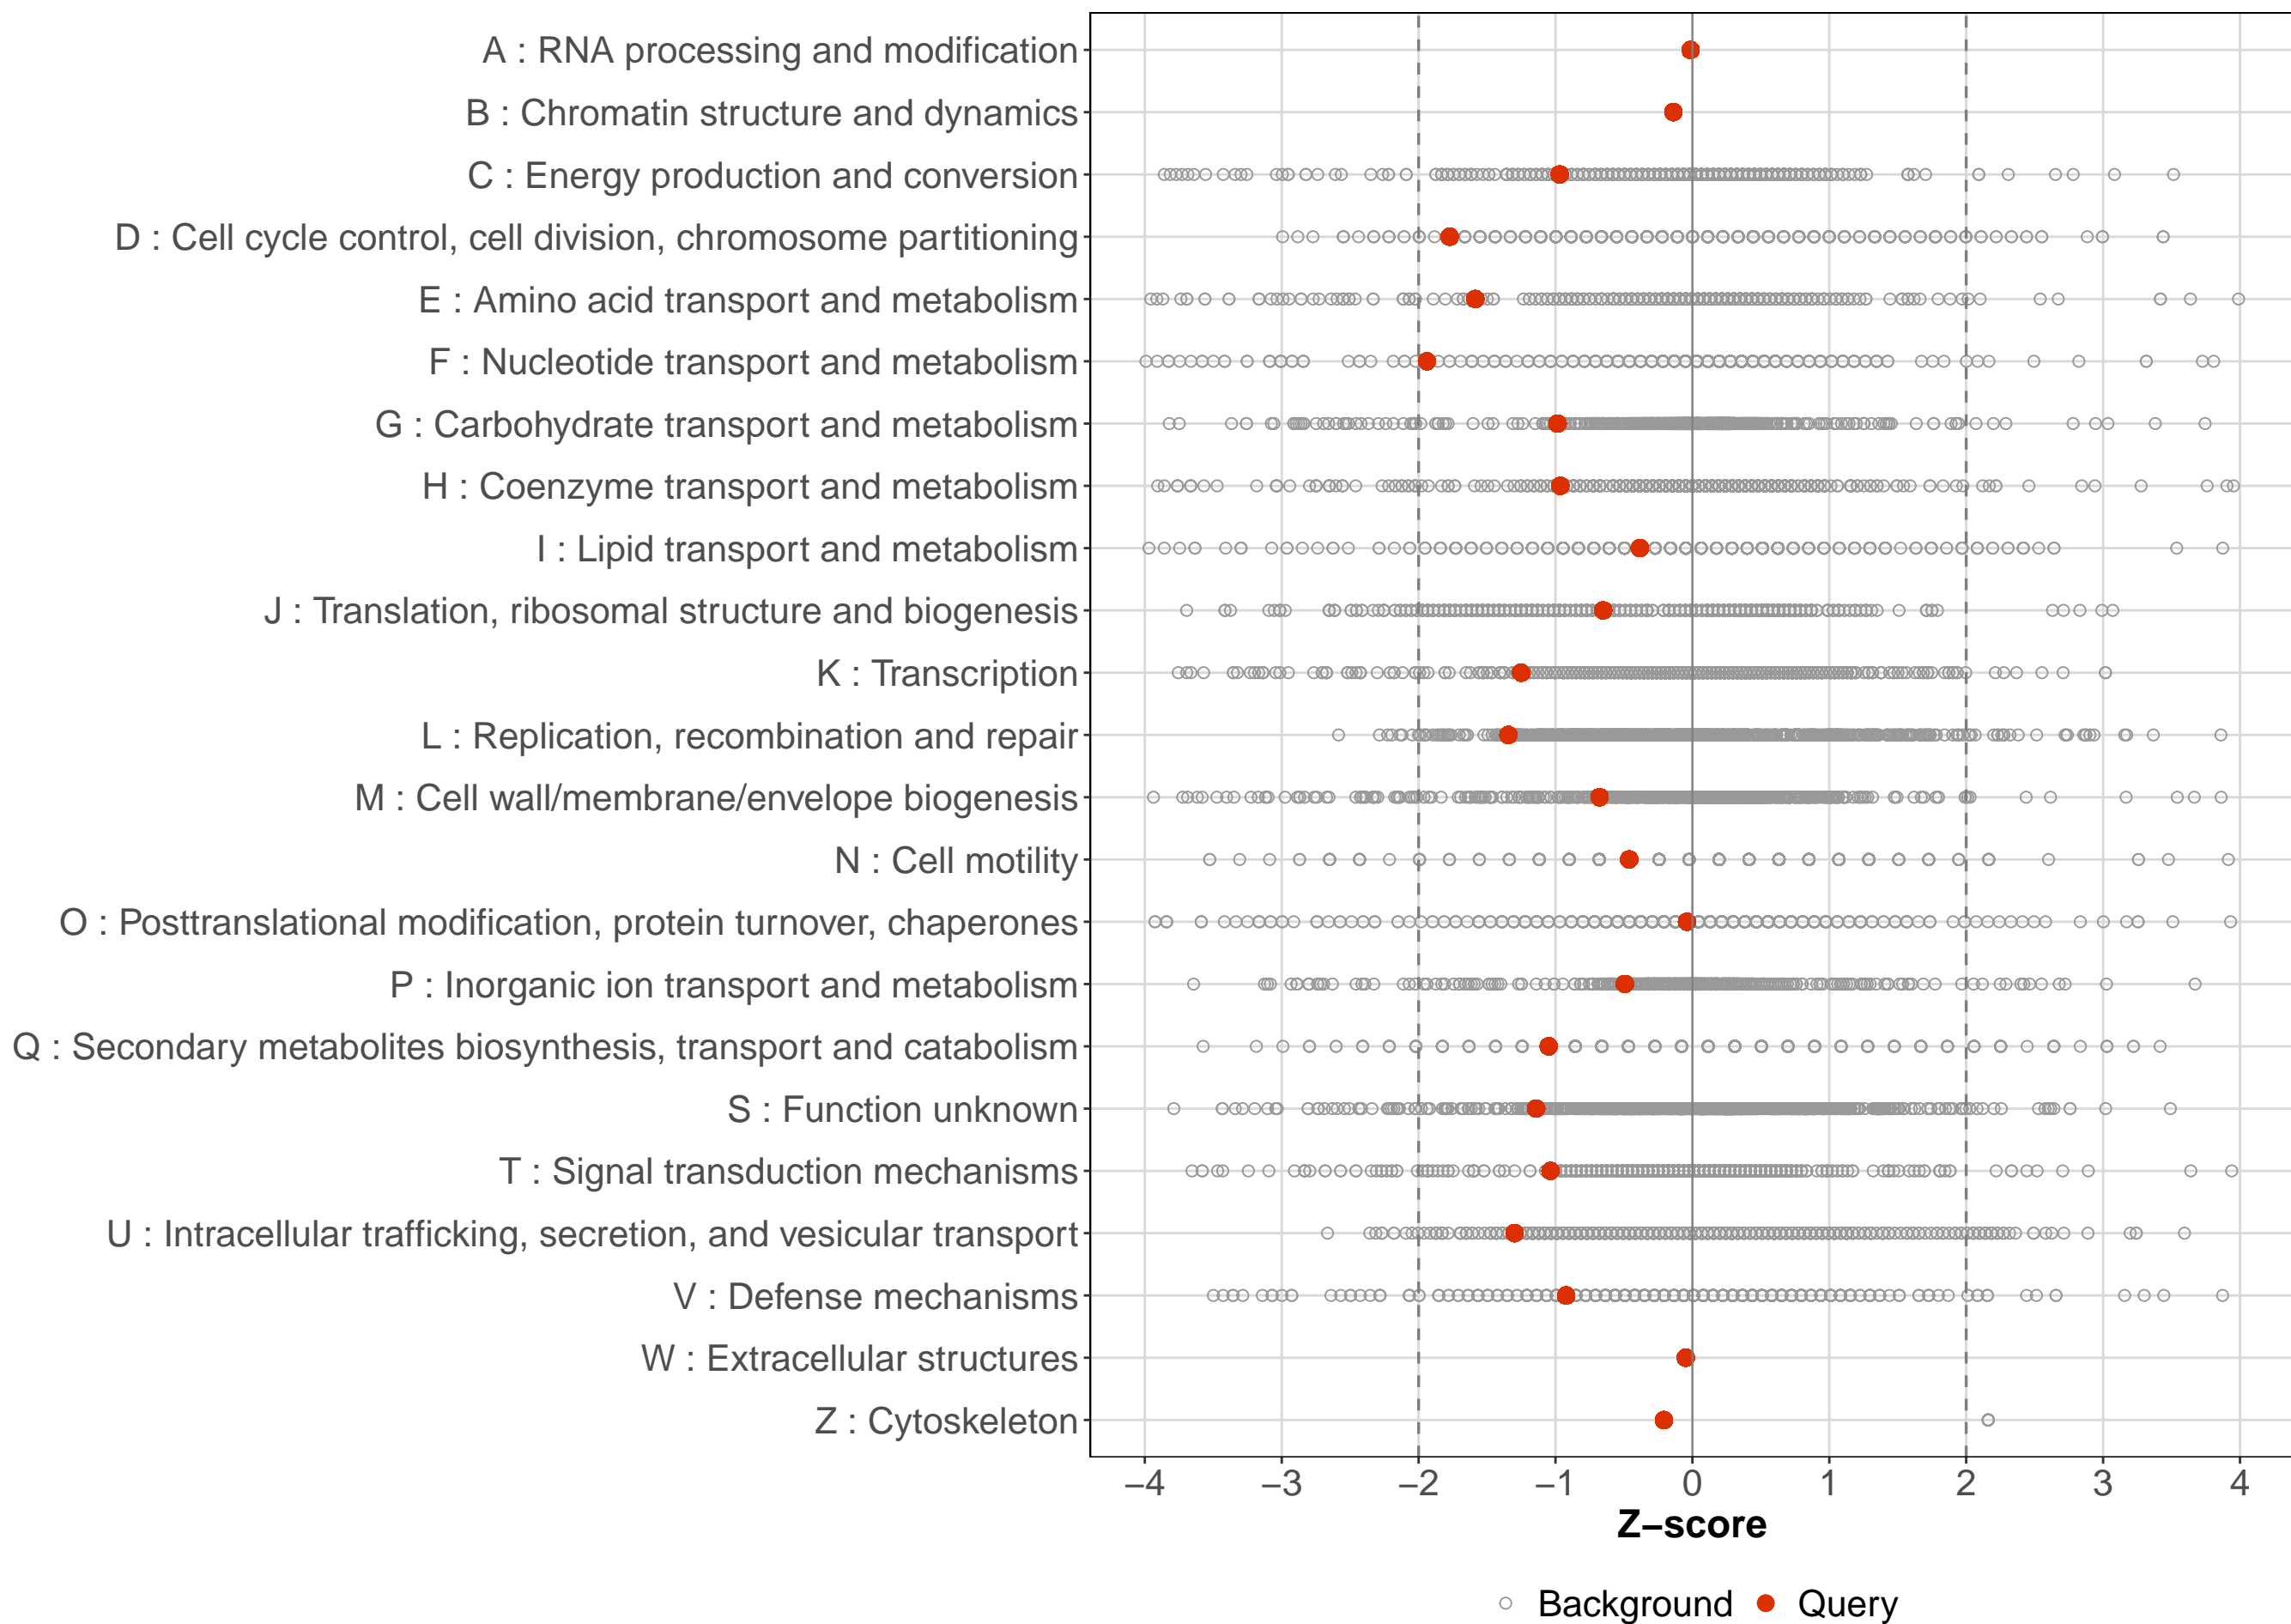 A : RNA processing and modification
B : Chromatin structure and dynamics
C : Energy production and conversion
D : Cell cycle control, cell division, chromosome partitioning
E : Amino acid transport and metabolism
F : Nucleotide transport and metabolism
G : Carbohydrate transport and metabolism
H : Coenzyme transport and metabolism
I : Lipid transport and metabolism
J : Translation, ribosomal structure and biogenesis
K : Transcription
L : Replication, recombination and repair
M : Cell wall/membrane/envelope biogenesis
N : Cell motility
O : Posttranslational modification, protein turnover, chaperones
P : Inorganic ion transport and metabolism
Q : Secondary metabolites biosynthesis, transport and catabolism
S : Function unknown
T : Signal transduction mechanisms
U : Intracellular trafficking, secretion, and vesicular transport
V : Defense mechanisms
W : Extracellular structures
Z : Cytoskeleton
−4 −3 −2 −1 0 1 2 3 4
Z−score
Background Query